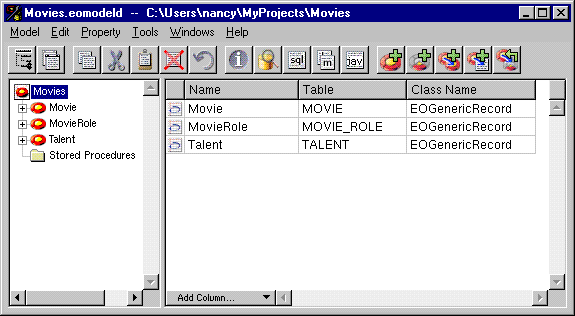 Movies.eomodeld -- C:\Users\nancy\MyProjects\Movies
Model Edit Property Tools Windows Help
sql m jav
Movies
Movie
MovieRole
Talent
Stored Procedures
Name Table Class Name
Movie MOVIE EOGenericRecord
MovieRole MOVIE_ROLE EOGenericRecord
Talent TALENT EOGenericRecord
Add Column...